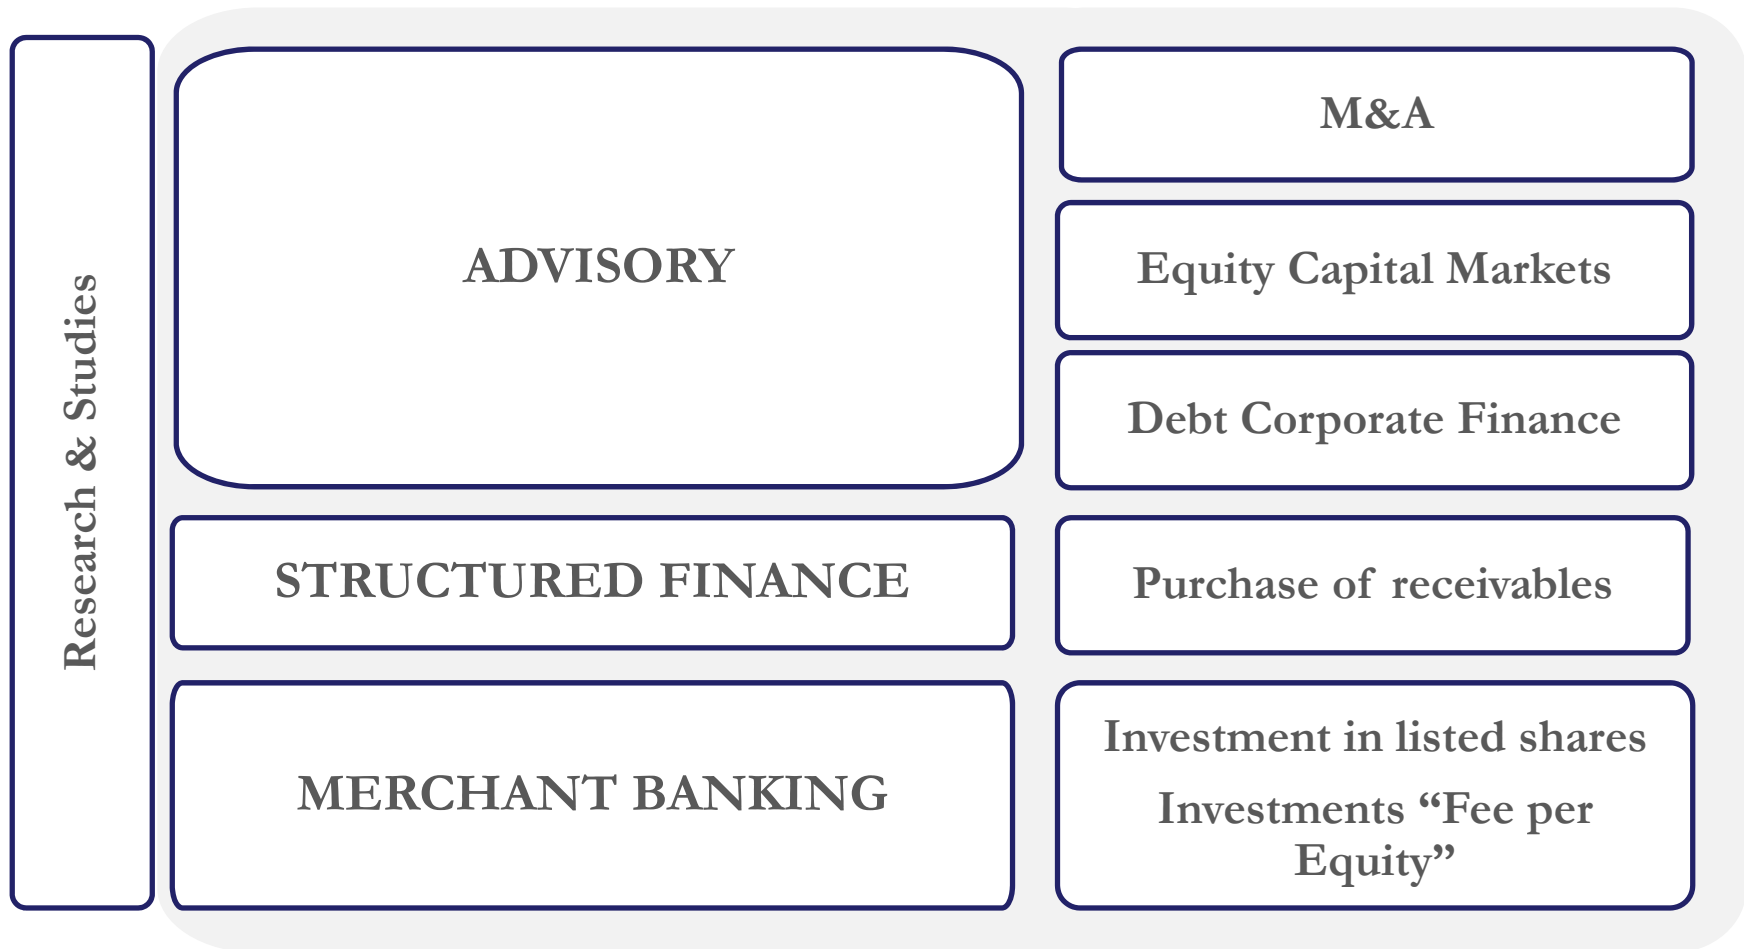 Research & Studies
ADVISORY
M&A
Equity Capital Markets
Debt Corporate Finance
STRUCTURED FINANCE
Purchase of receivables
MERCHANT BANKING
Investment in listed shares
Investments “Fee per
Equity”